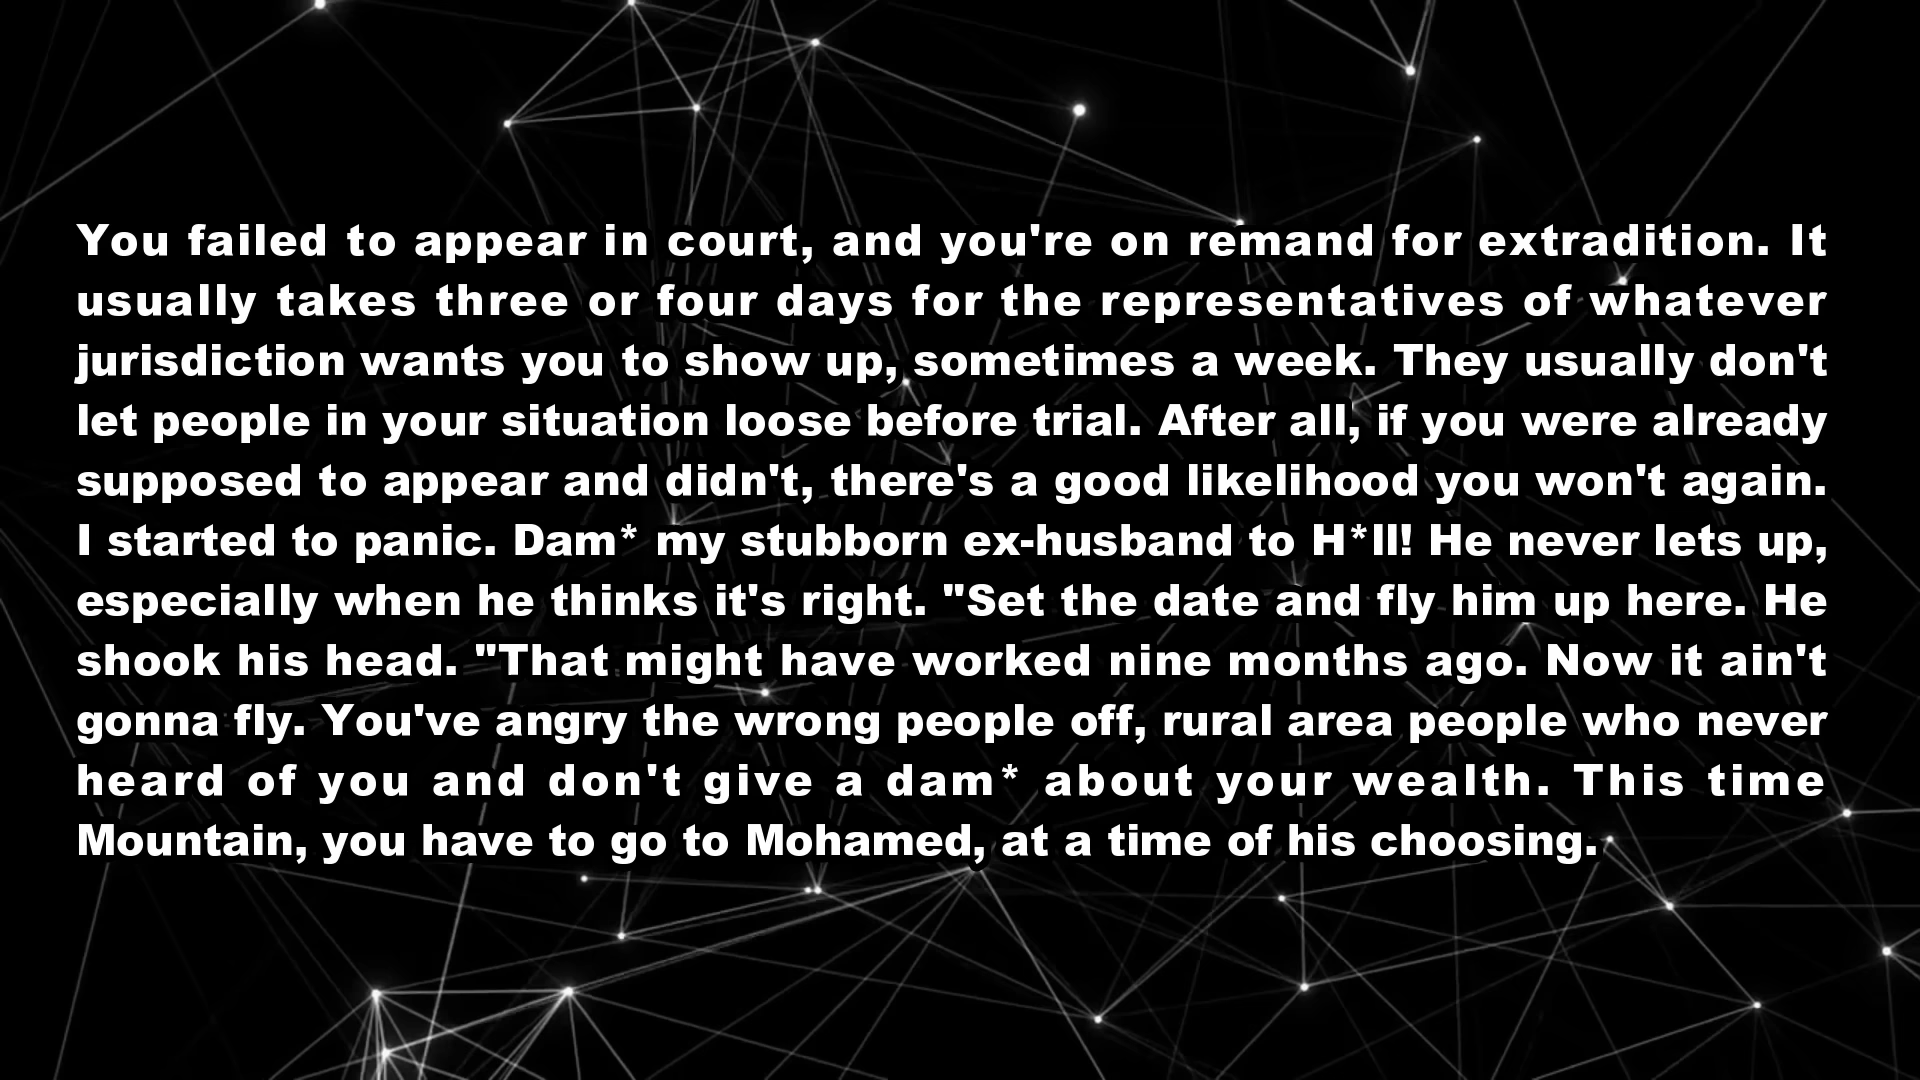 You failed to appear in court, and you're on remand for extradition. It
usually takes three or four days for the representatives of whatever
jurisdiction wants you to show up, sometimes a week. They usually don't
let people in your situation loose before trial. After all, if you were already
supposed to appear and didn't, there's a good likelihood you won't again.
I started to panic. Dam* my stubborn ex-husband to H*ll! He never lets up,
especially when he thinks it's right. "Set the date and fly him up here. He
shook his head. "That might have worked nine months ago. Now it ain't
gonna fly. You've angry the wrong people off, rural area people who never
heard of you and don't give a dam* about your wealth. This time
Mountain, you have to go to Mohamed, at a time of his choosing.